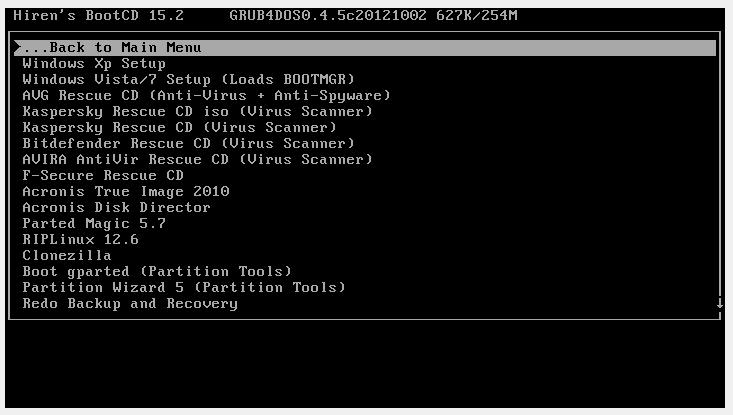 Hiren's BootCD 15.2 GRUB4DOS0.4.5c20121002 627K/254M
...Back to Main Menu
Windows Xp Setup
Windows Vista/7 Setup (Loads BOOTMGR)
AVG Rescue CD (Anti-Virus + Anti-Spyware)
Kaspersky Rescue CD iso (Virus Scanner)
Kaspersky Rescue CD (Virus Scanner)
Bitdefender Rescue CD (Virus Scanner)
AVIRA AntiVir Rescue CD (Virus Scanner)
F-Secure Rescue CD
Acronis True Image 2010
Acronis Disk Director
Parted Magic 5.7
RIPLinux 12.6
Clonezilla
Boot gparted (Partition Tools)
Partition Wizard 5 (Partition Tools)
Redo Backup and Recovery